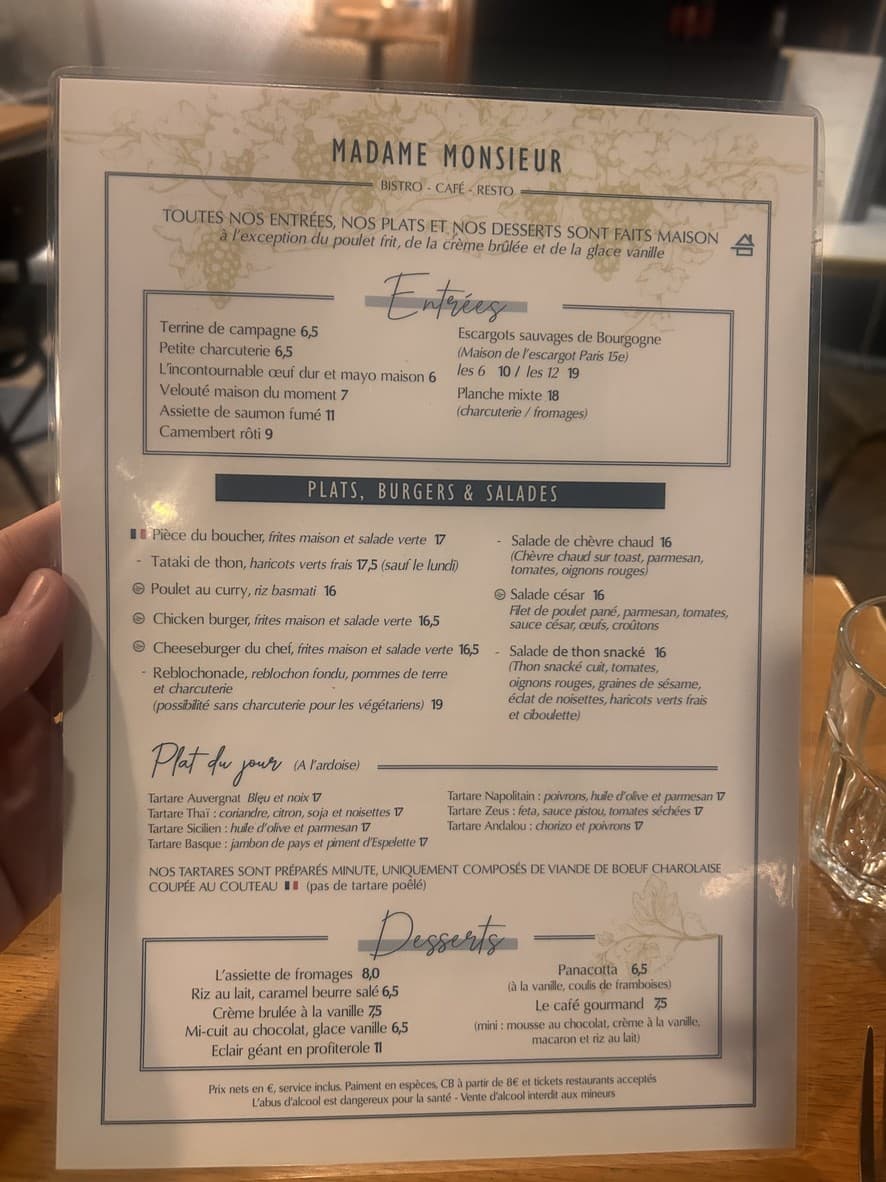 MADAME MONSIEUR
BISTRO - CAFÉ - RESTO
TOUTES NOS ENTRÉES, NOS PLATS ET NOS DESSERTS SONT FAITS MAISON
à l'exception du poulet frit, de la crème brûlée et de la glace vanille
Entrées
Terrine de campagne 6,5
Petite charcuterie 6,5
L'incontournable œuf dur et mayo maison 6
Velouté maison du moment 7
Assiette de saumon fumé 11
Camembert rôti 9
Escargots sauvages de Bourgogne
(Maison de l'escargot Paris 15e)
les 6 10 / les 12 19
Planche mixte 18
(charcuterie / fromages)
PLATS, BURGERS & SALADES
Pièce du boucher, frites maison et salade verte 17
- Tataki de thon, haricots verts frais 17,5 (sauf le lundi)
Poulet au curry, riz basmati 16
Chicken burger, frites maison et salade verte 16,5
Cheeseburger du chef, frites maison et salade verte 16,5
- Reblochonade, reblochon fondu, pommes de terre
et charcuterie
(possibilité sans charcuterie pour les végétariens) 19
- Salade de chèvre chaud 16
(Chèvre chaud sur toast, parmesan,
tomates, oignons rouges)
Salade césar 16
Filet de poulet pané, parmesan, tomates,
sauce césar, œufs, croûtons
- Salade de thon snacké 16
(Thon snacké cuit, tomates,
oignons rouges, graines de sésame,
éclat de noisettes, haricots verts frais
et ciboulette)
Plat du jour (A l'ardoise)
Tartare Auvergnat Bleu et noix 17
Tartare Thaï : coriandre, citron, soja et noisettes 17
Tartare Sicilien : huile d'olive et parmesan 17
Tartare Basque : jambon de pays et piment d'Espelette 17
Tartare Napolitain : poivrons, huile d'olive et parmesan 17
Tartare Zeus : feta, sauce pistou, tomates séchées 17
Tartare Andalou : chorizo et poivrons 17
NOS TARTARES SONT PRÉPARÉS MINUTE, UNIQUEMENT COMPOSÉS DE VIANDE DE BOEUF CHAROLAISE
COUPÉE AU COUTEAU (pas de tartare poêlé)
Desserts
L'assiette de fromages 8,0
Riz au lait, caramel beurre salé 6,5
Crème brulée à la vanille 7,5
Mi-cuit au chocolat, glace vanille 6,5
Eclair géant en profiterole 11
Panacotta 6,5
(à la vanille, coulis de framboises)
Le café gourmand 7,5
(mini : mousse au chocolat, crème à la vanille,
macaron et riz au lait)
Prix nets en €, service inclus. Paiment en espèces, CB à partir de 8€ et tickets restaurants acceptés
L'abus d'alcool est dangereux pour la santé - Vente d'alcool interdit aux mineurs